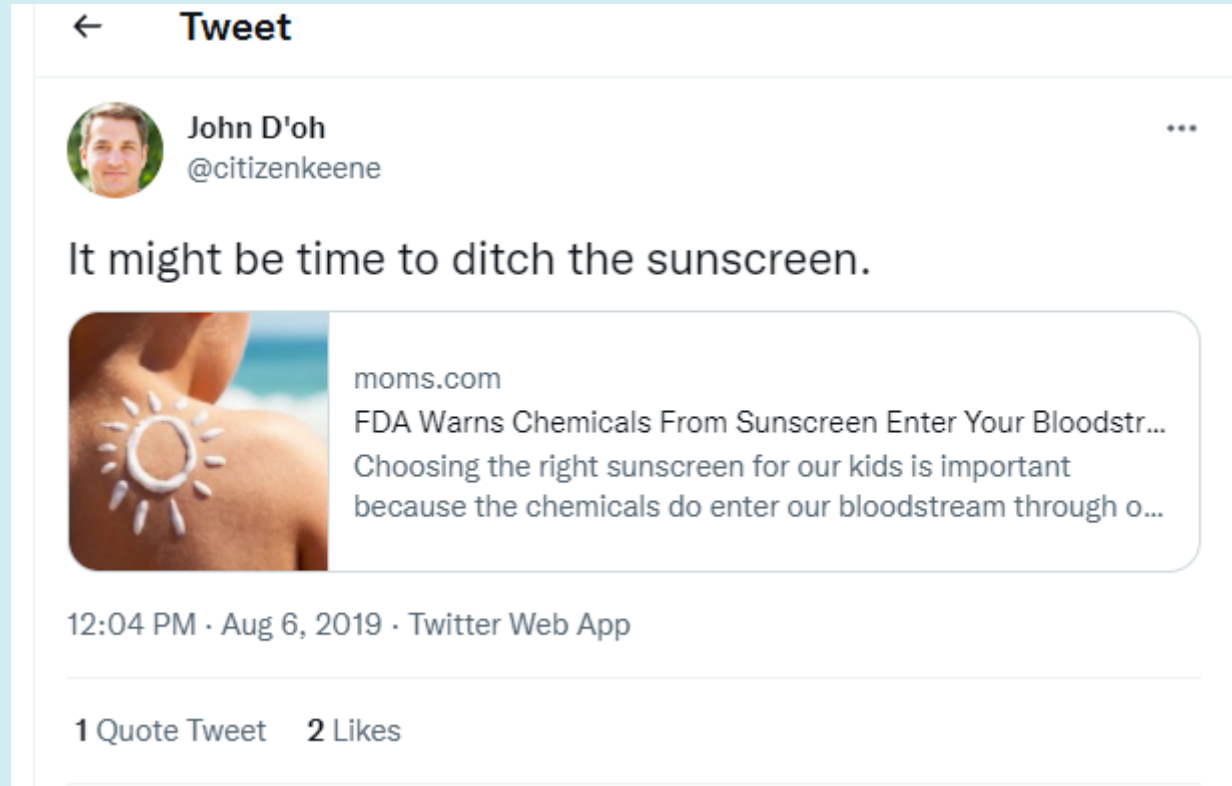 Tweet
John D'oh
@citizenkeene
It might be time to ditch the sunscreen.
moms.com
FDA Warns Chemicals From Sunscreen Enter Your Bloodstr...
Choosing the right sunscreen for our kids is important
because the chemicals do enter our bloodstream through o...
12:04 PM · Aug 6, 2019 · Twitter Web App
1 Quote Tweet 2 Likes